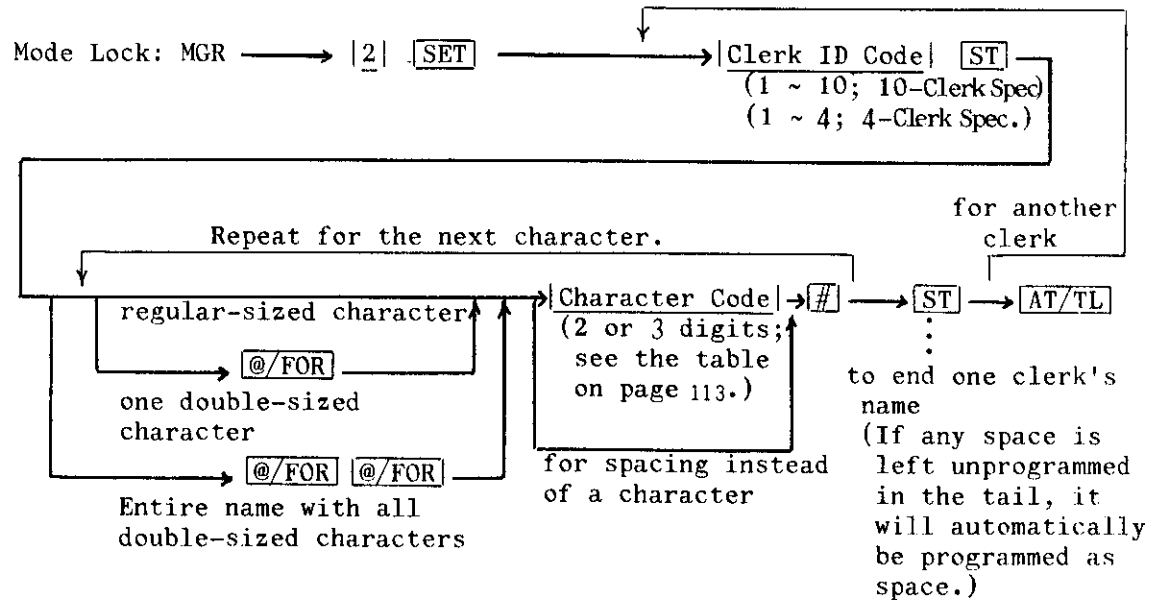 Mode Lock: MGR |2| SET |Clerk ID Code| ST
(1 ~ 10; 10-Clerk Spec)
(1 ~ 4; 4-Clerk Spec.)
for another
clerk
Repeat for the next character.
regular-sized character
|Character Code| # ST AT/TL
(2 or 3 digits;
see the table
on page 113.)
@/FOR
one double-sized
character
@/FOR @/FOR
Entire name with all
double-sized characters
for spacing instead
of a character
to end one clerk's
name
(If any space is
left unprogrammed
in the tail, it
will automatically
be programmed as
space.)